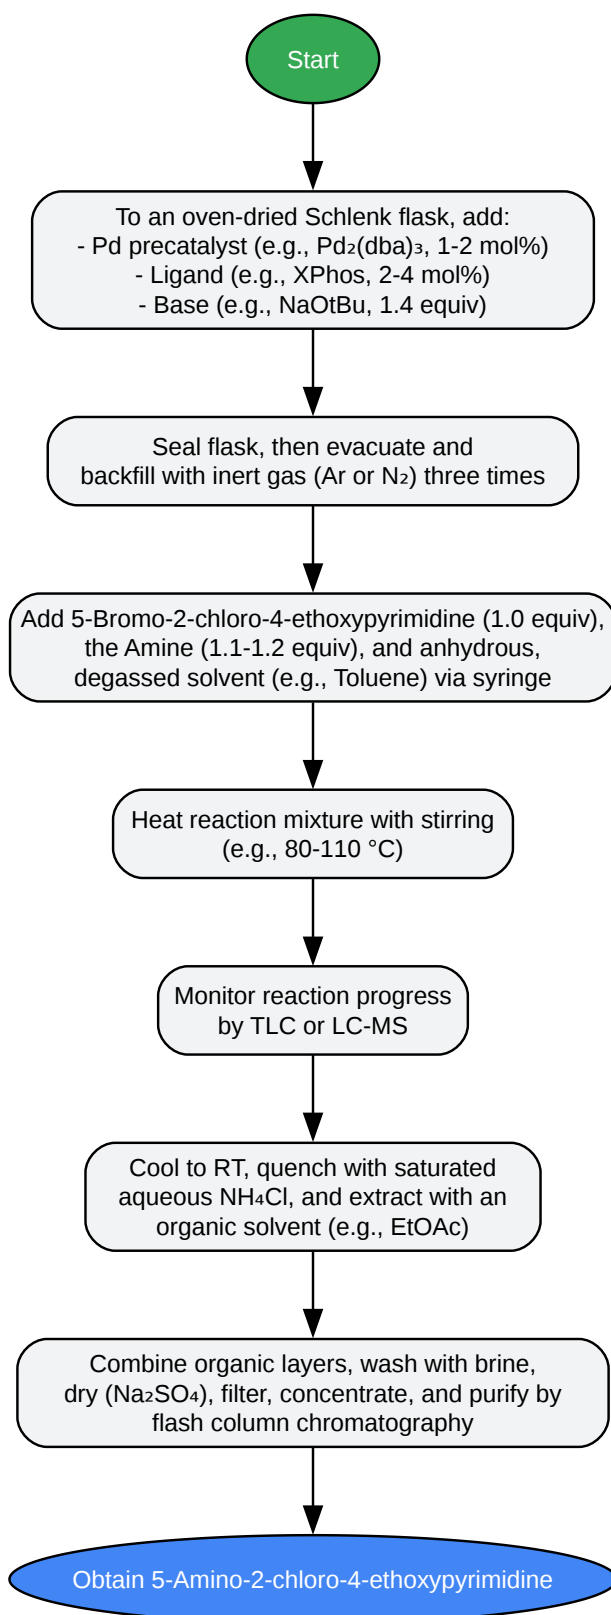 Start
To an oven-dried Schlenk flask, add:
- Pd precatalyst (e.g., Pd₂(dba)₃, 1-2 mol%)
- Ligand (e.g., XPhos, 2-4 mol%)
- Base (e.g., NaOtBu, 1.4 equiv)
Seal flask, then evacuate and
backfill with inert gas (Ar or N₂) three times
Add 5-Bromo-2-chloro-4-ethoxypyrimidine (1.0 equiv),
the Amine (1.1-1.2 equiv), and anhydrous,
degassed solvent (e.g., Toluene) via syringe
Heat reaction mixture with stirring
(e.g., 80-110 °C)
Monitor reaction progress
by TLC or LC-MS
Cool to RT, quench with saturated
aqueous NH₄Cl, and extract with an
organic solvent (e.g., EtOAc)
Combine organic layers, wash with brine,
dry (Na₂SO₄), filter, concentrate, and purify by
flash column chromatography
Obtain 5-Amino-2-chloro-4-ethoxypyrimidine